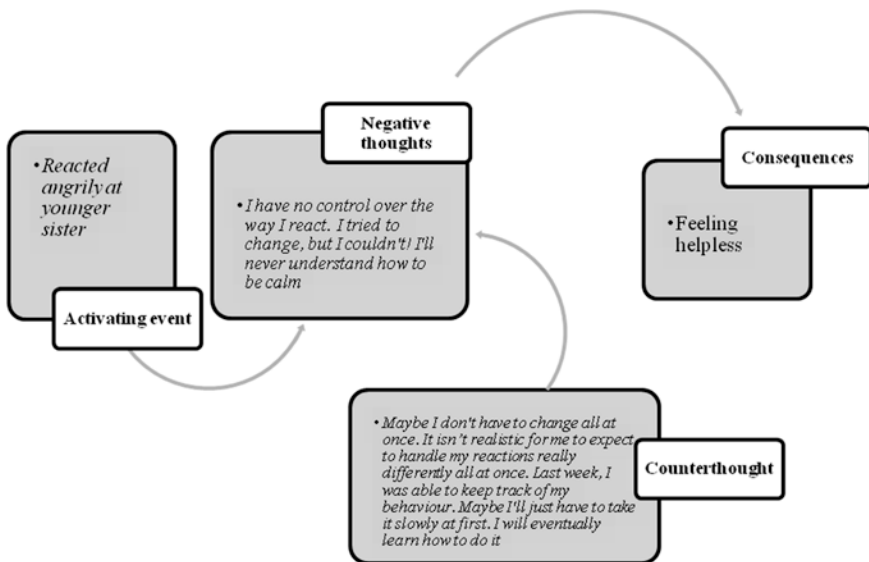 •Reacted
angrily at
younger
sister
Activating event
Negative
thoughts
•I have no control over the
way I react. I tried to
change, but I couldn't! I'll
never understand how to
be calm
Consequences
•Feeling
helpless
• Maybe I don't have to change all at
once. It isn’t realistic for me to expect
to handle my reactions really
differently all at once. Last week, I
was able to keep track of my
behaviour. Maybe I'll just have to take
it slowly at first. I will eventually
learn how to do it
Counterthought